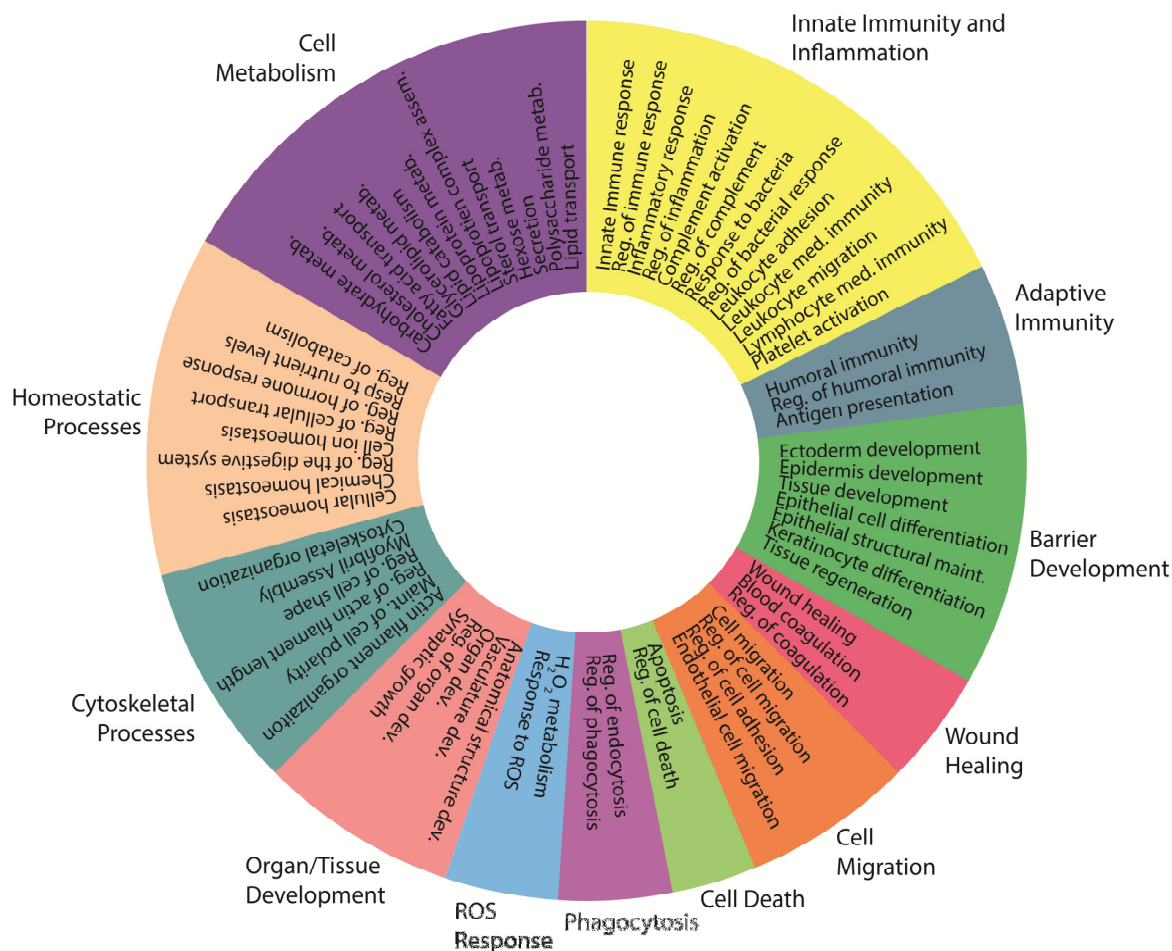 Innate Immunity and
Inflammation
Innate Immune response
Reg. of immune response
Inflammatory response
Reg. of inflammation
Complement activation
Reg. of complement
Response to bacteria
Reg. of bacterial response
Leukocyte adhesion
Leukocyte med. immunity
Leukocyte migration
Lymphocyte med. immunity
Platelet activation
Adaptive
Immunity
Humoral immunity
Reg. of humoral immunity
Antigen presentation
Barrier
Development
Ectoderm development
Epidermis development
Tissue development
Epithelial cell differentiation
Epithelial structural maint.
Keratinocyte differentiation
Tissue regeneration
Wound
Healing
Wound healing
Blood coagulation
Reg. of coagulation
Cell
Migration
Cell migration
Reg. of cell migration
Reg. of cell adhesion
Endothelial cell migration
Cell Death
Apoptosis
Reg. of cell death
Phagocytosis
Reg. of endocytosis
Reg. of phagocytosis
ROS
Response
H₂O₂ metabolism
Response to ROS
Organ/Tissue
Development
Anatomical structure dev.
Vasculature dev.
Organ dev.
Reg. of organ dev.
Synaptic growth
Cytoskeletal
Processes
Actin filament organizaiton
Maint. of cell polarity
Reg. of actin filament length
Reg. of cell shape
Myofibril Assembly
Cytoskeletal organization
Homeostatic
Processes
Cellular homeostasis
Chemical homeostasis
Reg. of the digestive system
Cell ion homeostasis
Reg. of cellular transport
Reg. of hormone response
Resp to nutrient levels
Reg. of catabolism
Cell
Metabolism
Carbohydrate metab.
Cholesterol metab.
Fatty acid transport
Glycerolipid metab.
Lipid catabolism
Lipoprotein metab.
Lipopotien complex assem.
Sterol transport
Hexose metab.
Secretion
Polysaccharide metab.
Lipid transport